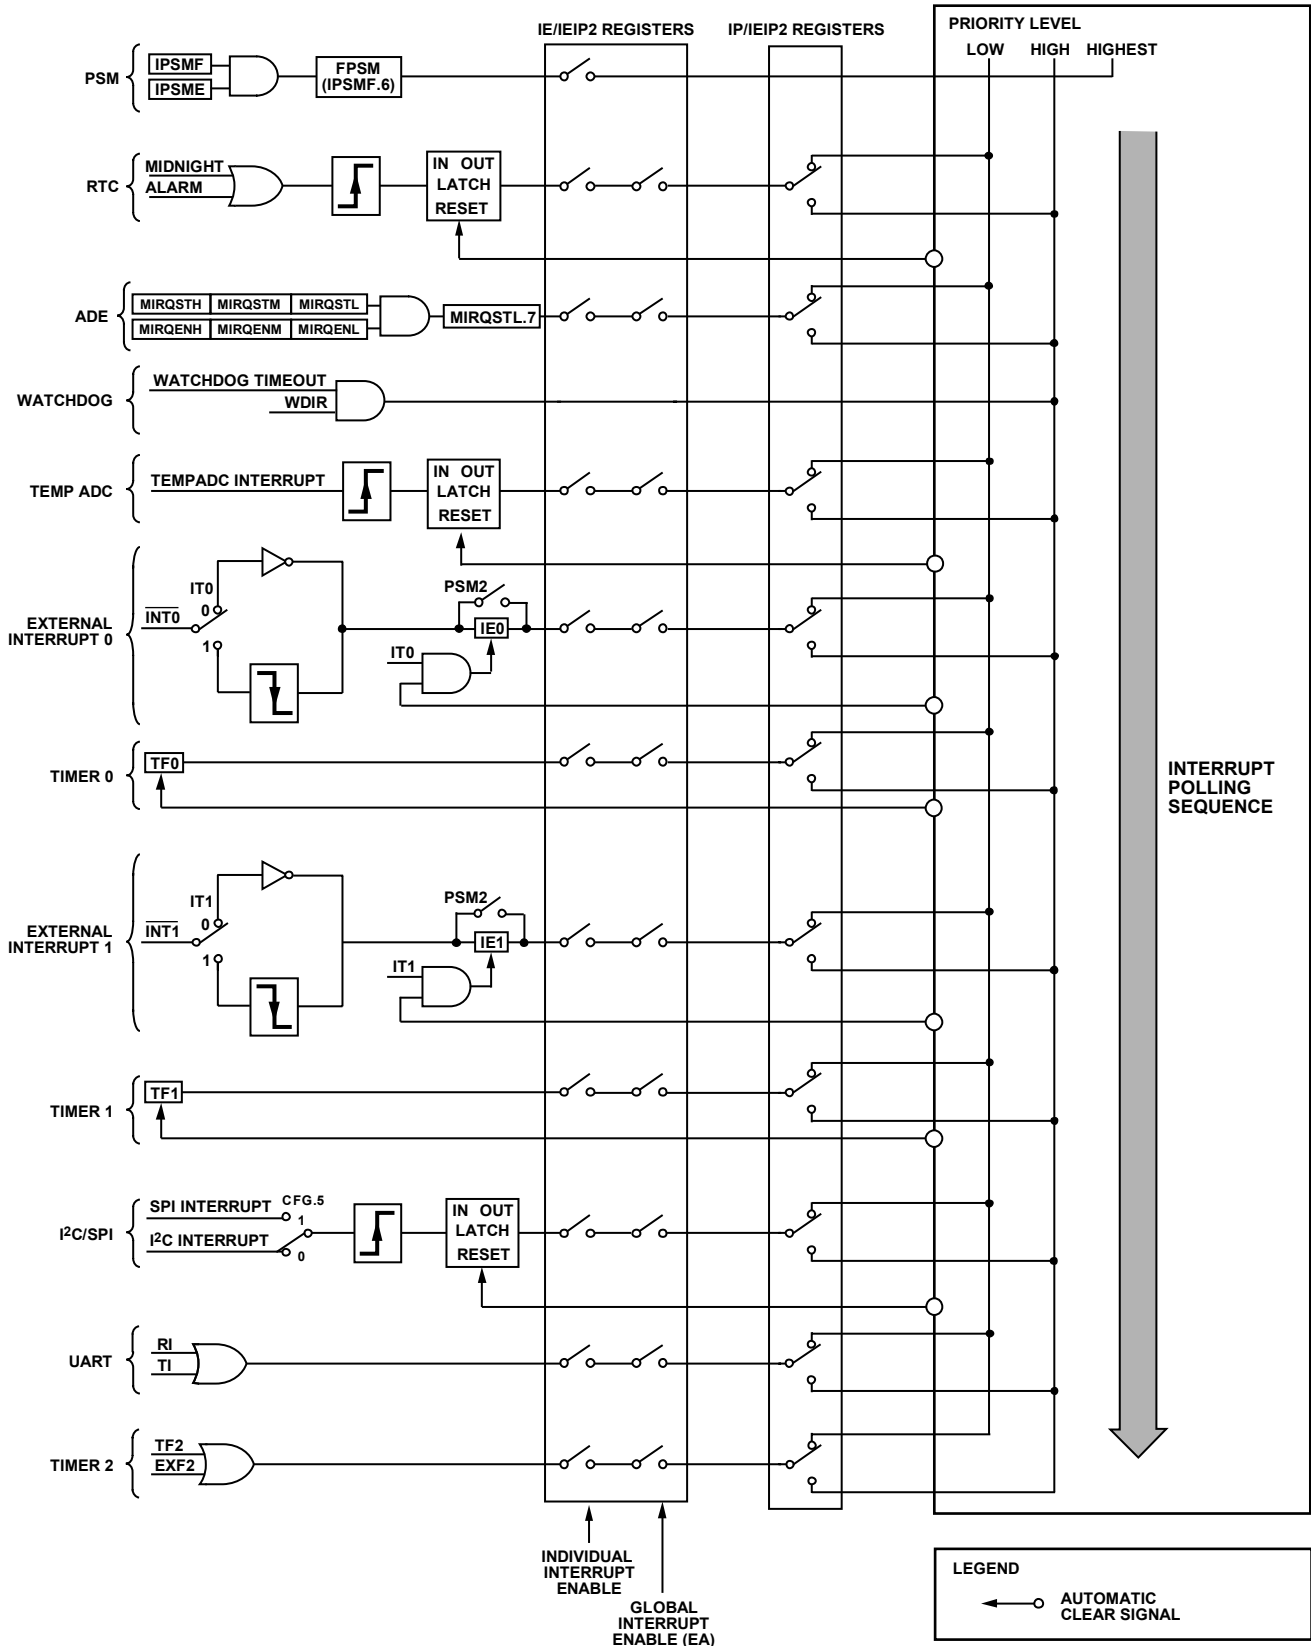 IE/IEIP2 REGISTERS
IP/IEIP2 REGISTERS
PRIORITY LEVEL
LOW HIGH HIGHEST
PSM
IPSMF
IPSME
FPSM
(IPSMF.6)
RTC
MIDNIGHT
ALARM
IN OUT
LATCH
RESET
ADE
MIRQSTH MIRQSTM MIRQSTL
MIRQENH MIRQENM MIRQENL
MIRQSTL.7
WATCHDOG
WATCHDOG TIMEOUT
WDIR
TEMP ADC
TEMPADC INTERRUPT
IN OUT
LATCH
RESET
EXTERNAL
INTERRUPT 0
INT0
IT0
0
1
PSM2
IE0
IT0
TIMER 0
TF0
INTERRUPT
POLLING
SEQUENCE
EXTERNAL
INTERRUPT 1
INT1
IT1
0
1
PSM2
IE1
IT1
TIMER 1
TF1
I²C/SPI
SPI INTERRUPT
I²C INTERRUPT
CFG.5
1
0
IN OUT
LATCH
RESET
UART
RI
TI
TIMER 2
TF2
EXF2
INDIVIDUAL
INTERRUPT
ENABLE
GLOBAL
INTERRUPT
ENABLE (EA)
LEGEND
AUTOMATIC
CLEAR SIGNAL